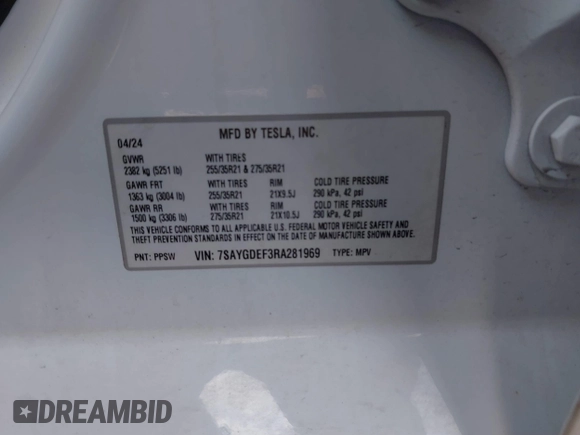 04/24 MFD BY TESLA, INC.
GVWR WITH TIRES
2382 kg (5251 lb) 255/35R21 & 275/35R21
GAWR FRT WITH TIRES RIM COLD TIRE PRESSURE
1363 kg (3004 lb) 255/35R21 21X9.5J 290 kPa, 42 psi
GAWR RR WITH TIRES RIM COLD TIRE PRESSURE
1500 kg (3306 lb) 275/35R21 21X10.5J 290 kPa, 42 psi
THIS VEHICLE CONFORMS TO ALL APPLICABLE U.S. FEDERAL MOTOR VEHICLE SAFETY AND
THEFT PREVENTION STANDARDS IN EFFECT ON THE DATE OF MANUFACTURE SHOWN ABOVE.
PNT: PPSW VIN: 7SAYGDEF3RA281969 TYPE: MPV
DREAMBID